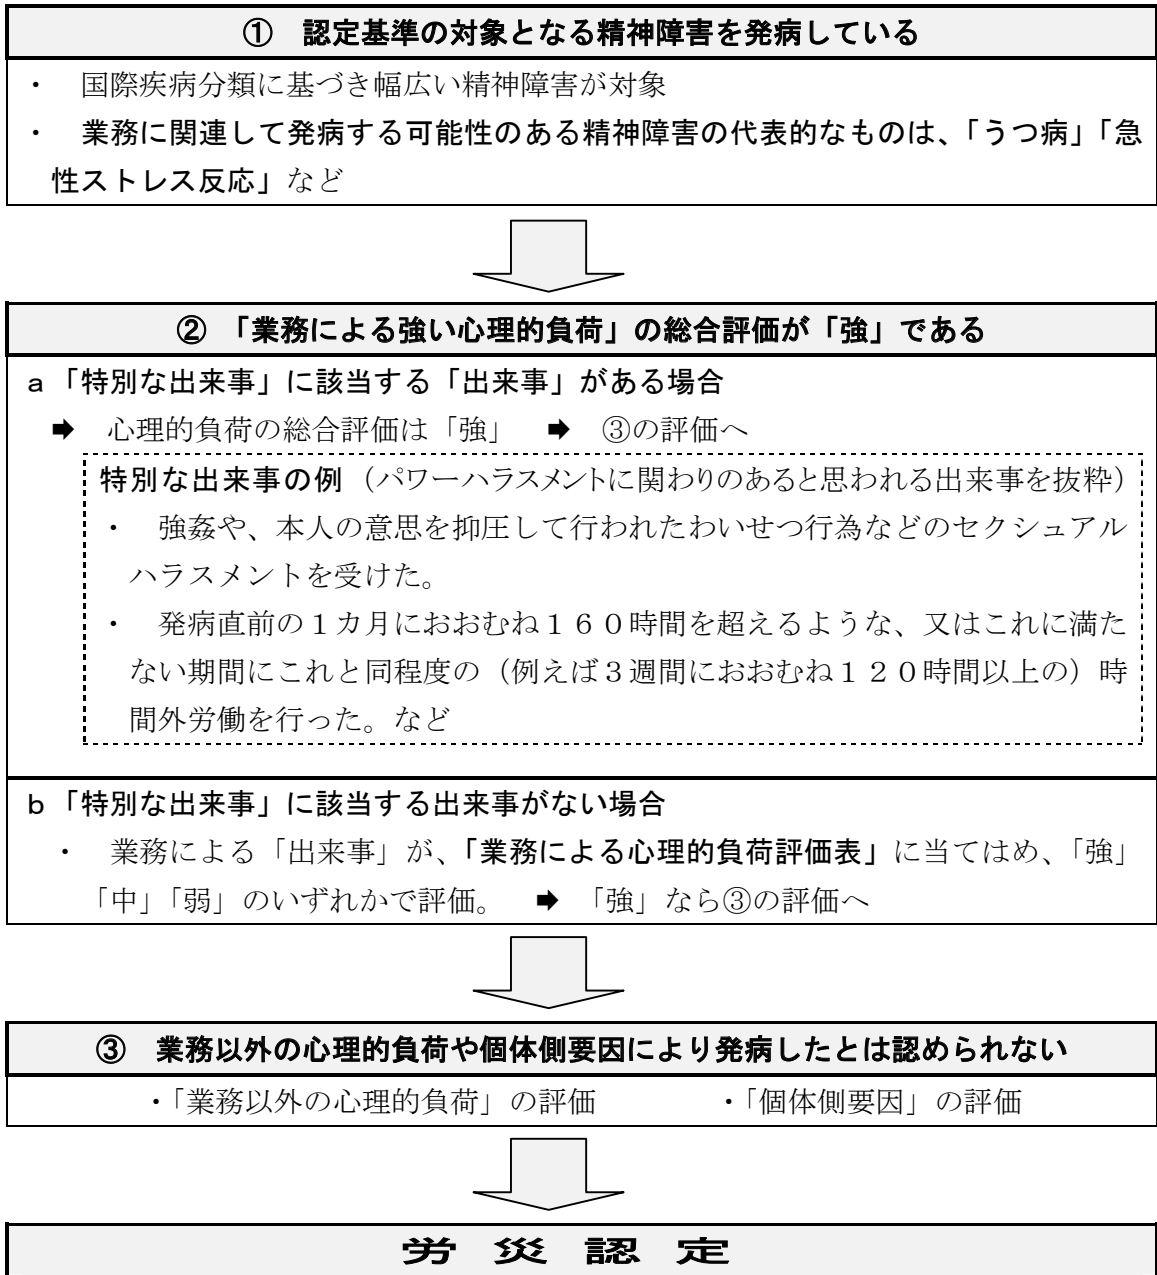 ① 認定基準の対象となる精神障害を発病している
・ 国際疾病分類に基づき幅広い精神障害が対象
・ 業務に関連して発病する可能性のある精神障害の代表的なものは、「うつ病」「急
性ストレス反応」など
② 「業務による強い心理的負荷」の総合評価が「強」である
a「特別な出来事」に該当する「出来事」がある場合
➡ 心理的負荷の総合評価は「強」 ➡ ③の評価へ
特別な出来事の例（パワーハラスメントに関わりのあると思われる出来事を抜粋）
・ 強姦や、本人の意思を抑圧して行われたわいせつ行為などのセクシュアル
ハラスメントを受けた。
・ 発病直前の１カ月におおむね１６０時間を超えるような、又はこれに満た
ない期間にこれと同程度の（例えば３週間におおむね１２０時間以上の）時
間外労働を行った。など
b「特別な出来事」に該当する出来事がない場合
・ 業務による「出来事」が、「業務による心理的負荷評価表」に当てはめ、「強」
「中」「弱」のいずれかで評価。 ➡ 「強」なら③の評価へ
③ 業務以外の心理的負荷や個体側要因により発病したとは認められない
・「業務以外の心理的負荷」の評価 ・「個体側要因」の評価
労 災 認 定